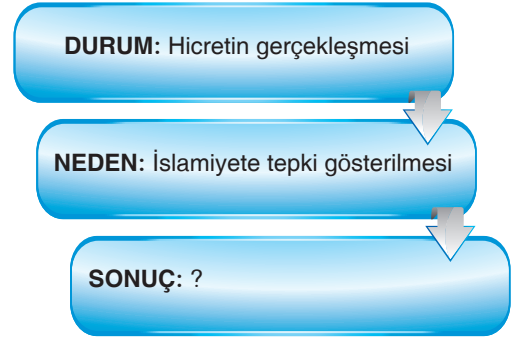 DURUM: Hicretin gerçekleşmesi
NEDEN: İslamiyete tepki gösterilmesi
SONUÇ: ?